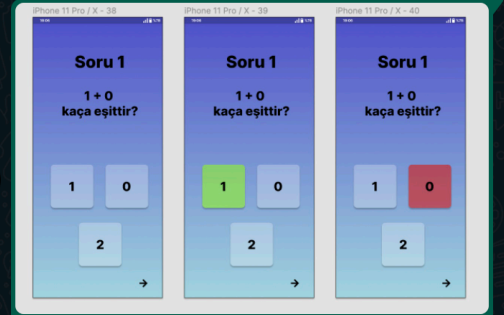 iPhone 11 Pro / X - 38
Soru 1
1 + 0
kaça eşittir?
1
0
2
→
iPhone 11 Pro / X - 39
Soru 1
1 + 0
kaça eşittir?
1
0
2
→
iPhone 11 Pro / X - 40
Soru 1
1 + 0
kaça eşittir?
1
0
2
→